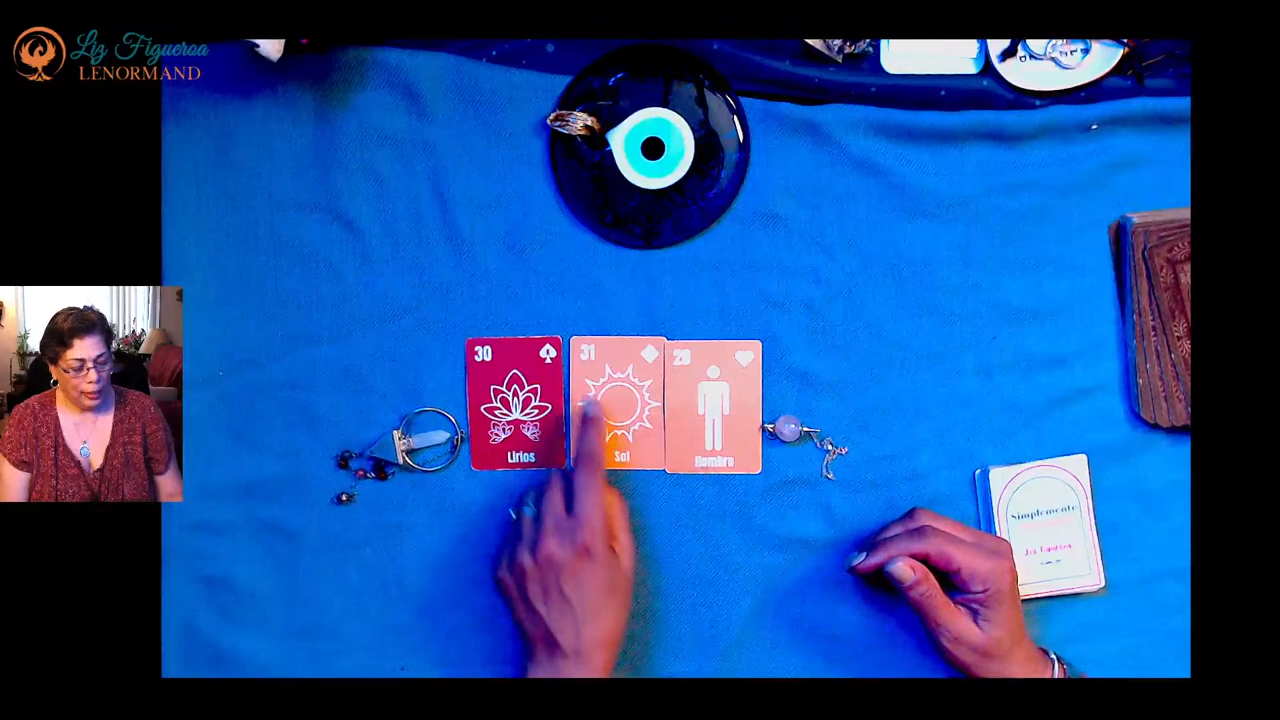 Liz Figueroa
LENORMAND
30
Lirios
31
Sol
28
Hombre
Simplemente